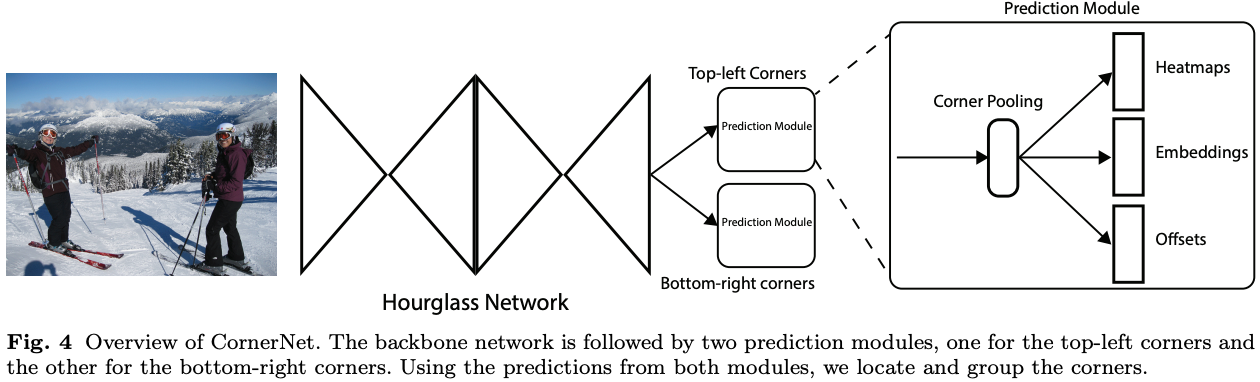 Prediction Module
Top-left Corners
Prediction Module
Prediction Module
Bottom-right corners
Hourglass Network
Corner Pooling
Heatmaps
Embeddings
Offsets
Fig. 4 Overview of CornerNet. The backbone network is followed by two prediction modules, one for the top-left corners and
the other for the bottom-right corners. Using the predictions from both modules, we locate and group the corners.